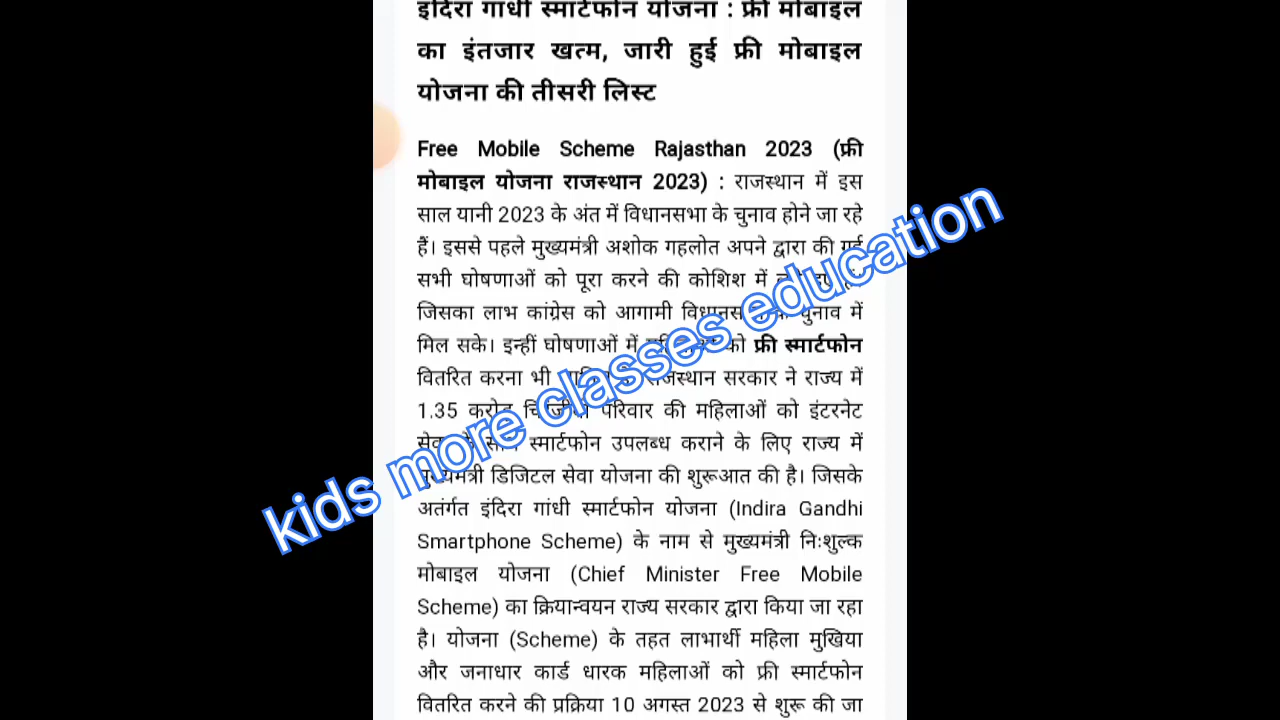 इंदिरा गांधी स्मार्टफोन योजना : फ्री मोबाइल
का इंतजार खत्म, जारी हुई फ्री मोबाइल
योजना की तीसरी लिस्ट
Free Mobile Scheme Rajasthan 2023 (फ्री
मोबाइल योजना राजस्थान 2023) : राजस्थान में इस
साल यानी 2023 के अंत में विधानसभा के चुनाव होने जा रहे
हैं। इससे पहले मुख्यमंत्री अशोक गहलोत अपने द्वारा की गई
सभी घोषणाओं को पूरा करने की कोशिश में
जिसका लाभ कांग्रेस को आगामी चुनाव में
मिल सके। इन्हीं घोषणाओं में को फ्री स्मार्टफोन
वितरित करना भी राजस्थान सरकार ने राज्य में
1.35 करोड़ परिवार की महिलाओं को इंटरनेट
स्मार्टफोन उपलब्ध कराने के लिए राज्य में
मुख्यमंत्री डिजिटल सेवा योजना की शुरूआत की है। जिसके
अतंर्गत इंदिरा गांधी स्मार्टफोन योजना (Indira Gandhi
Smartphone Scheme) के नाम से मुख्यमंत्री निःशुल्क
मोबाइल योजना (Chief Minister Free Mobile
Scheme) का क्रियान्वयन राज्य सरकार द्वारा किया जा रहा
है। योजना (Scheme) के तहत लाभार्थी महिला मुखिया
और जनाधार कार्ड धारक महिलाओं को फ्री स्मार्टफोन
वितरित करने की प्रक्रिया 10 अगस्त 2023 से शुरू की जा
kids more classes education